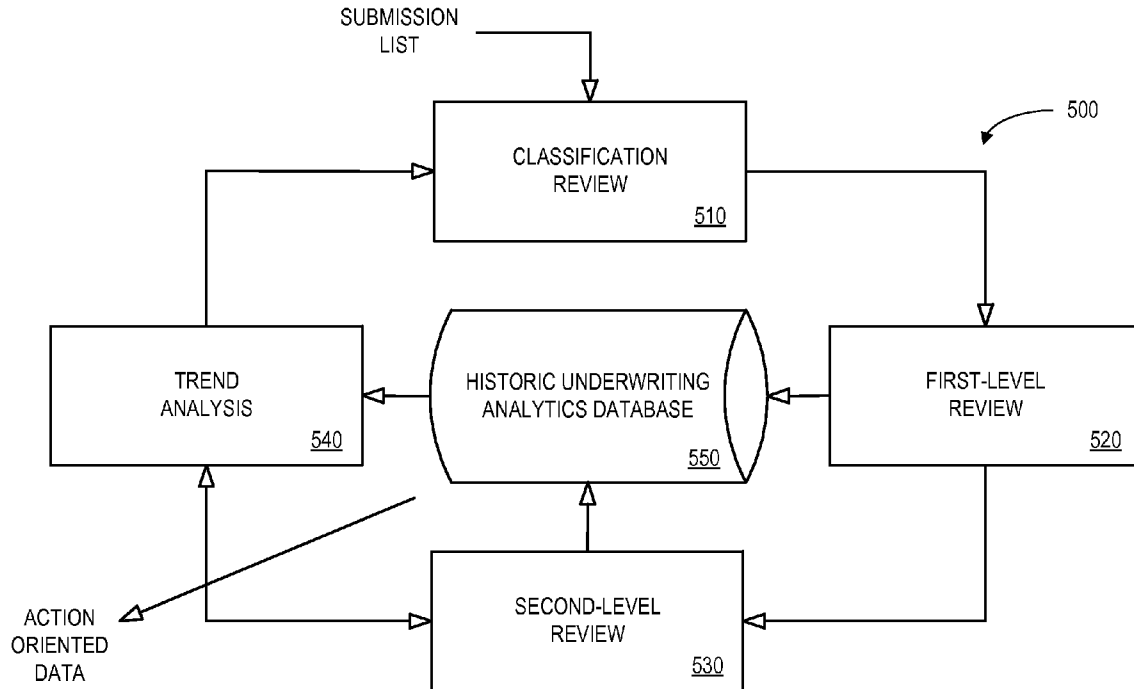 SUBMISSION
LIST
500
CLASSIFICATION
REVIEW
510
TREND
ANALYSIS
540
HISTORIC UNDERWRITING
ANALYTICS DATABASE
550
FIRST-LEVEL
REVIEW
520
SECOND-LEVEL
REVIEW
530
ACTION
ORIENTED
DATA